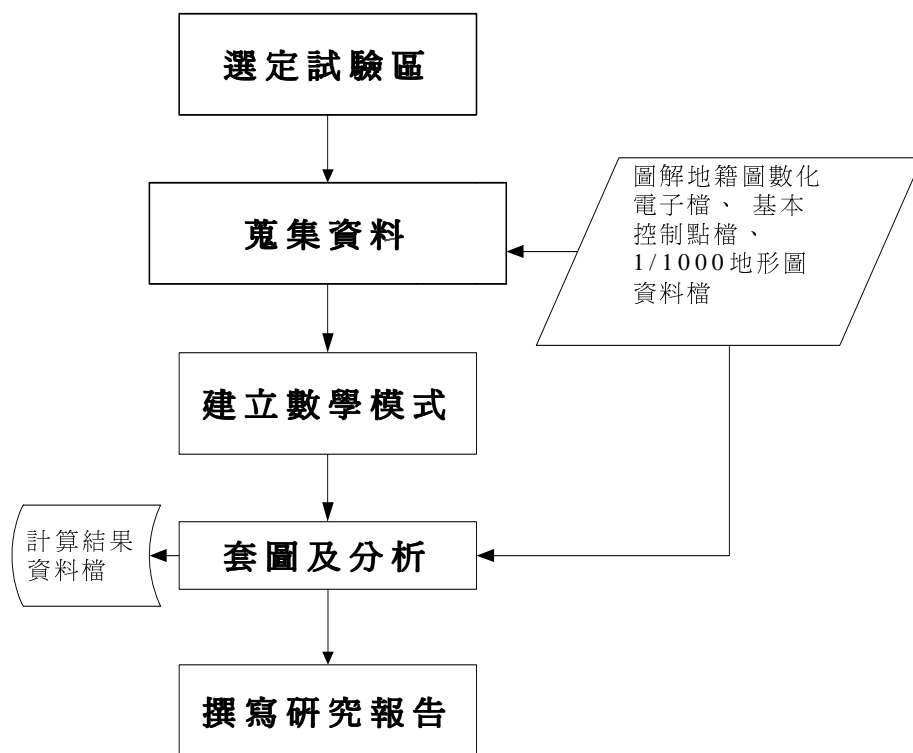 選定試驗區
蒐集資料
圖解地籍圖數化
電子檔、 基本
控制點檔、
1/1000地形圖
資料檔
建立數學模式
套圖及分析
計算結果
資料檔
撰寫研究報告